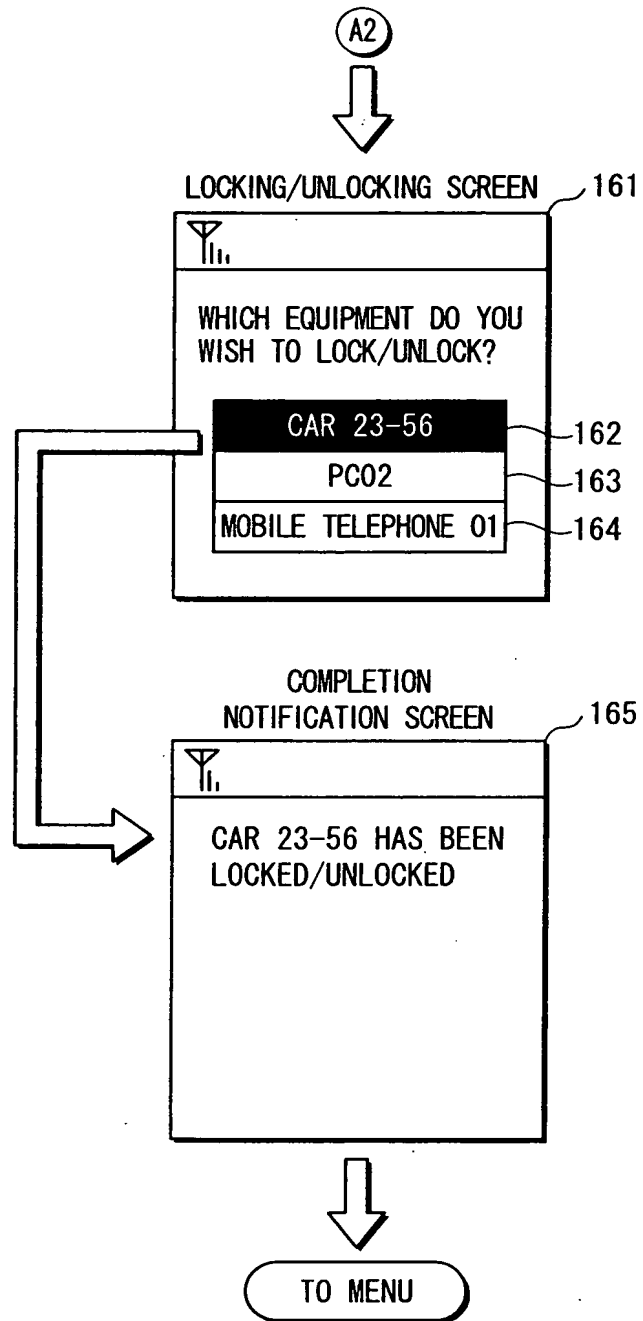 A2
LOCKING/UNLOCKING SCREEN
161
WHICH EQUIPMENT DO YOU
WISH TO LOCK/UNLOCK?
CAR 23-56
162
PC02
163
MOBILE TELEPHONE 01
164
COMPLETION
NOTIFICATION SCREEN
165
CAR 23-56 HAS BEEN
LOCKED/UNLOCKED
TO MENU